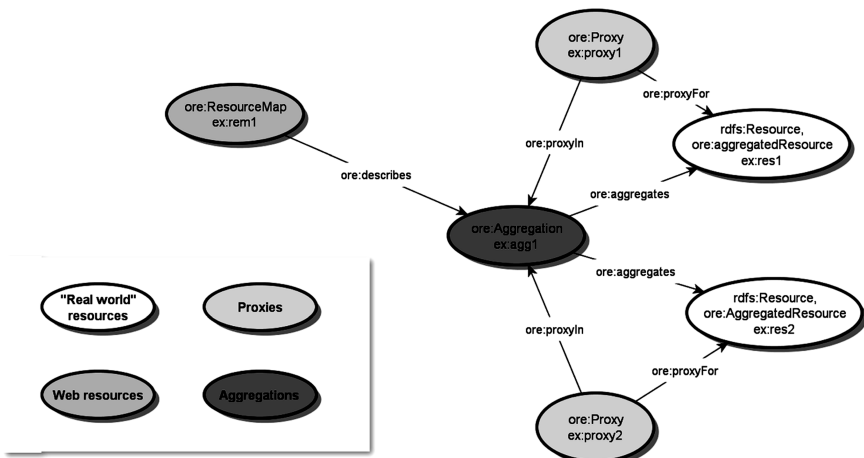 ore:Proxy
ex:proxy1
ore:proxyFor
ore:ResourceMap
ex:rem1
rdfs:Resource,
ore:aggregatedResource
ex:res1
ore:proxyIn
ore:describes
ore:aggregates
ore:Aggregation
ex:agg1
ore:aggregates
rdfs:Resource,
ore:AggregatedResource
ex:res2
ore:proxyIn
ore:proxyFor
ore:Proxy
ex:proxy2
"Real world"
resources
Proxies
Web resources
Aggregations